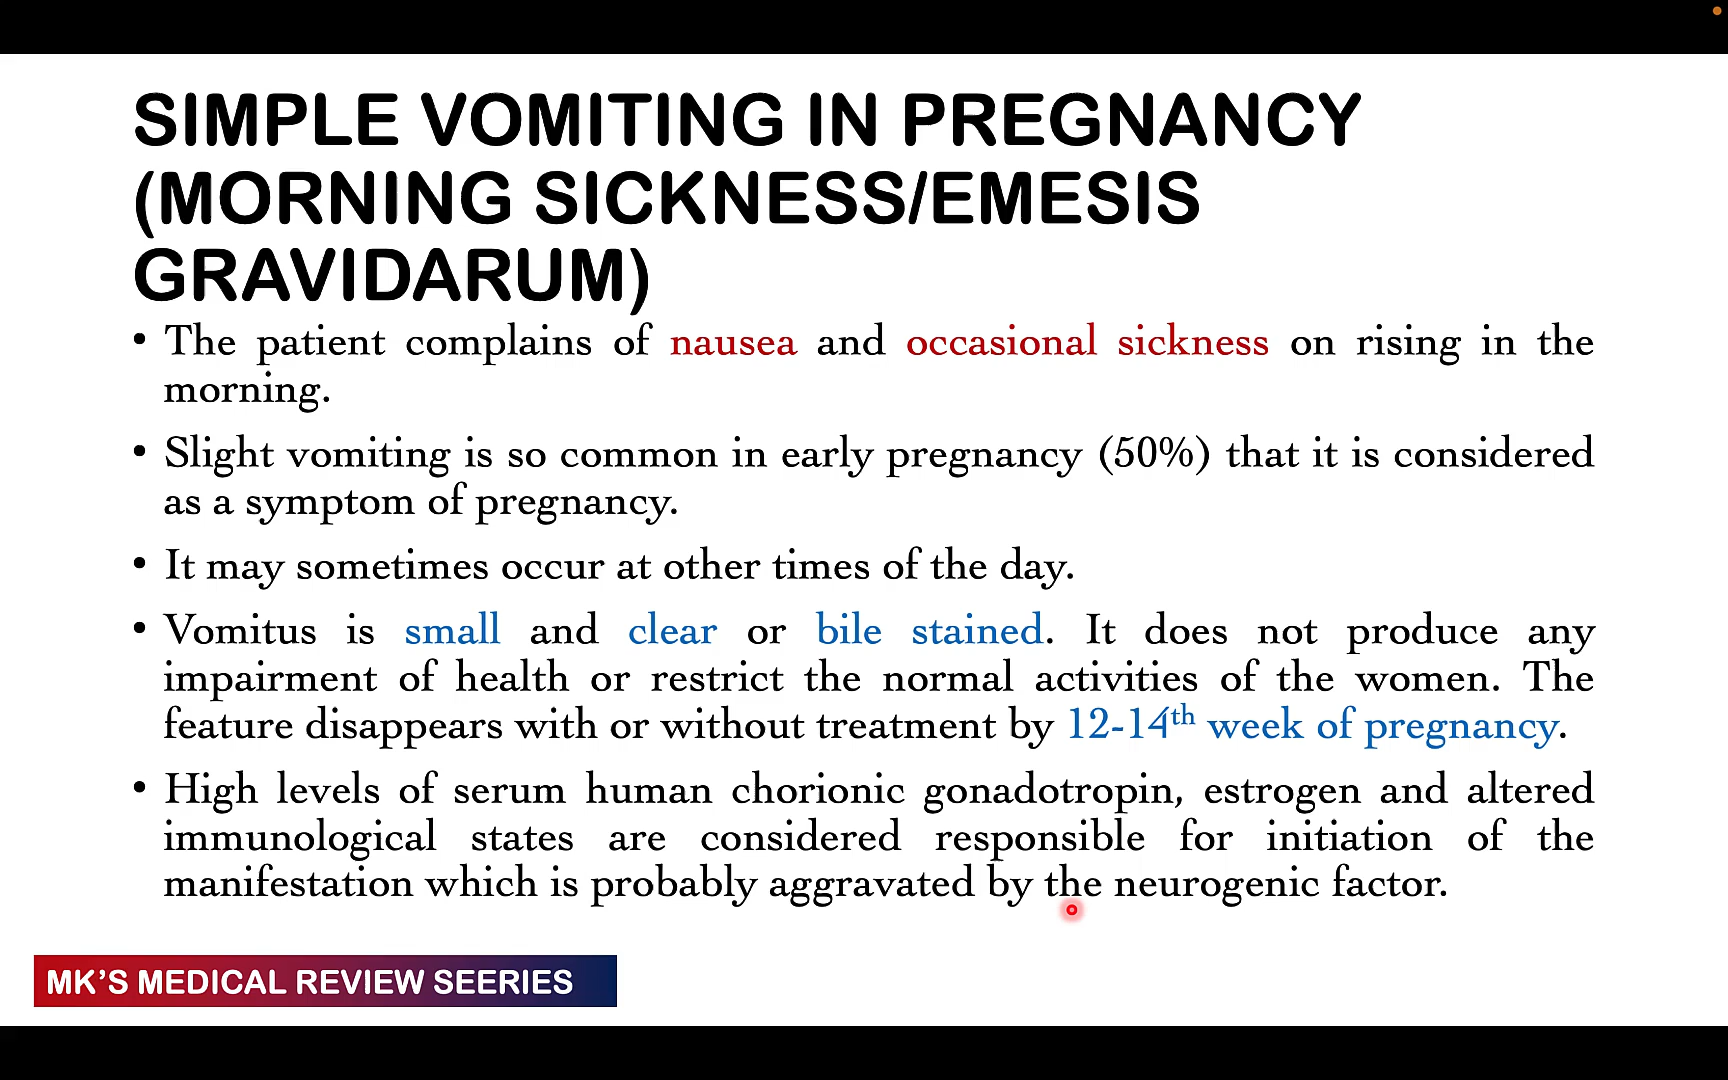 SIMPLE VOMITING IN PREGNANCY
(MORNING SICKNESS/EMESIS
GRAVIDARUM)
• The patient complains of nausea and occasional sickness on rising in the
morning.
• Slight vomiting is so common in early pregnancy (50%) that it is considered
as a symptom of pregnancy.
• It may sometimes occur at other times of the day.
• Vomitus is small and clear or bile stained. It does not produce any
impairment of health or restrict the normal activities of the women. The
feature disappears with or without treatment by 12-14th week of pregnancy.
• High levels of serum human chorionic gonadotropin, estrogen and altered
immunological states are considered responsible for initiation of the
manifestation which is probably aggravated by the neurogenic factor.
MK'S MEDICAL REVIEW SEERIES